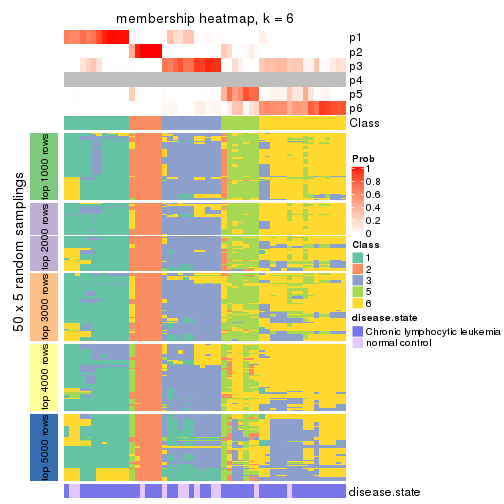 membership heatmap, k = 6
p1
p2
p3
p4
p5
p6
Class
50 x 5 random samplings
top 1000 rows
top 2000 rows
top 3000 rows
top 4000 rows
top 5000 rows
Prob
1
0.8
0.6
0.4
0.2
0
Class
1
2
3
5
6
disease.state
Chronic lymphocytic leukemia
normal control
disease.state